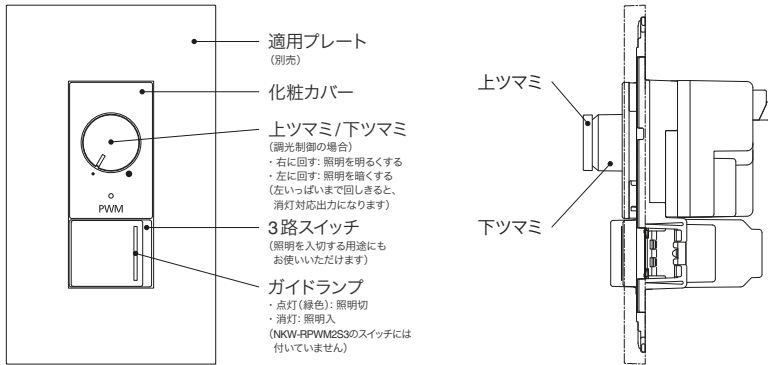 適用プレート
（別売）
化粧カバー
上ツマミ/下ツマミ
（調光制御の場合）
・右に回す: 照明を明るくする
・左に回す: 照明を暗くする
（左いっぱいまで回しきると、
消灯対応出力になります）
PWM
3路スイッチ
（照明を入切する用途にも
お使いいただけます）
ガイドランプ
・点灯(緑色): 照明切
・消灯: 照明入
（NKW-RPWM2S3のスイッチには
付いていません）
上ツマミ
下ツマミ